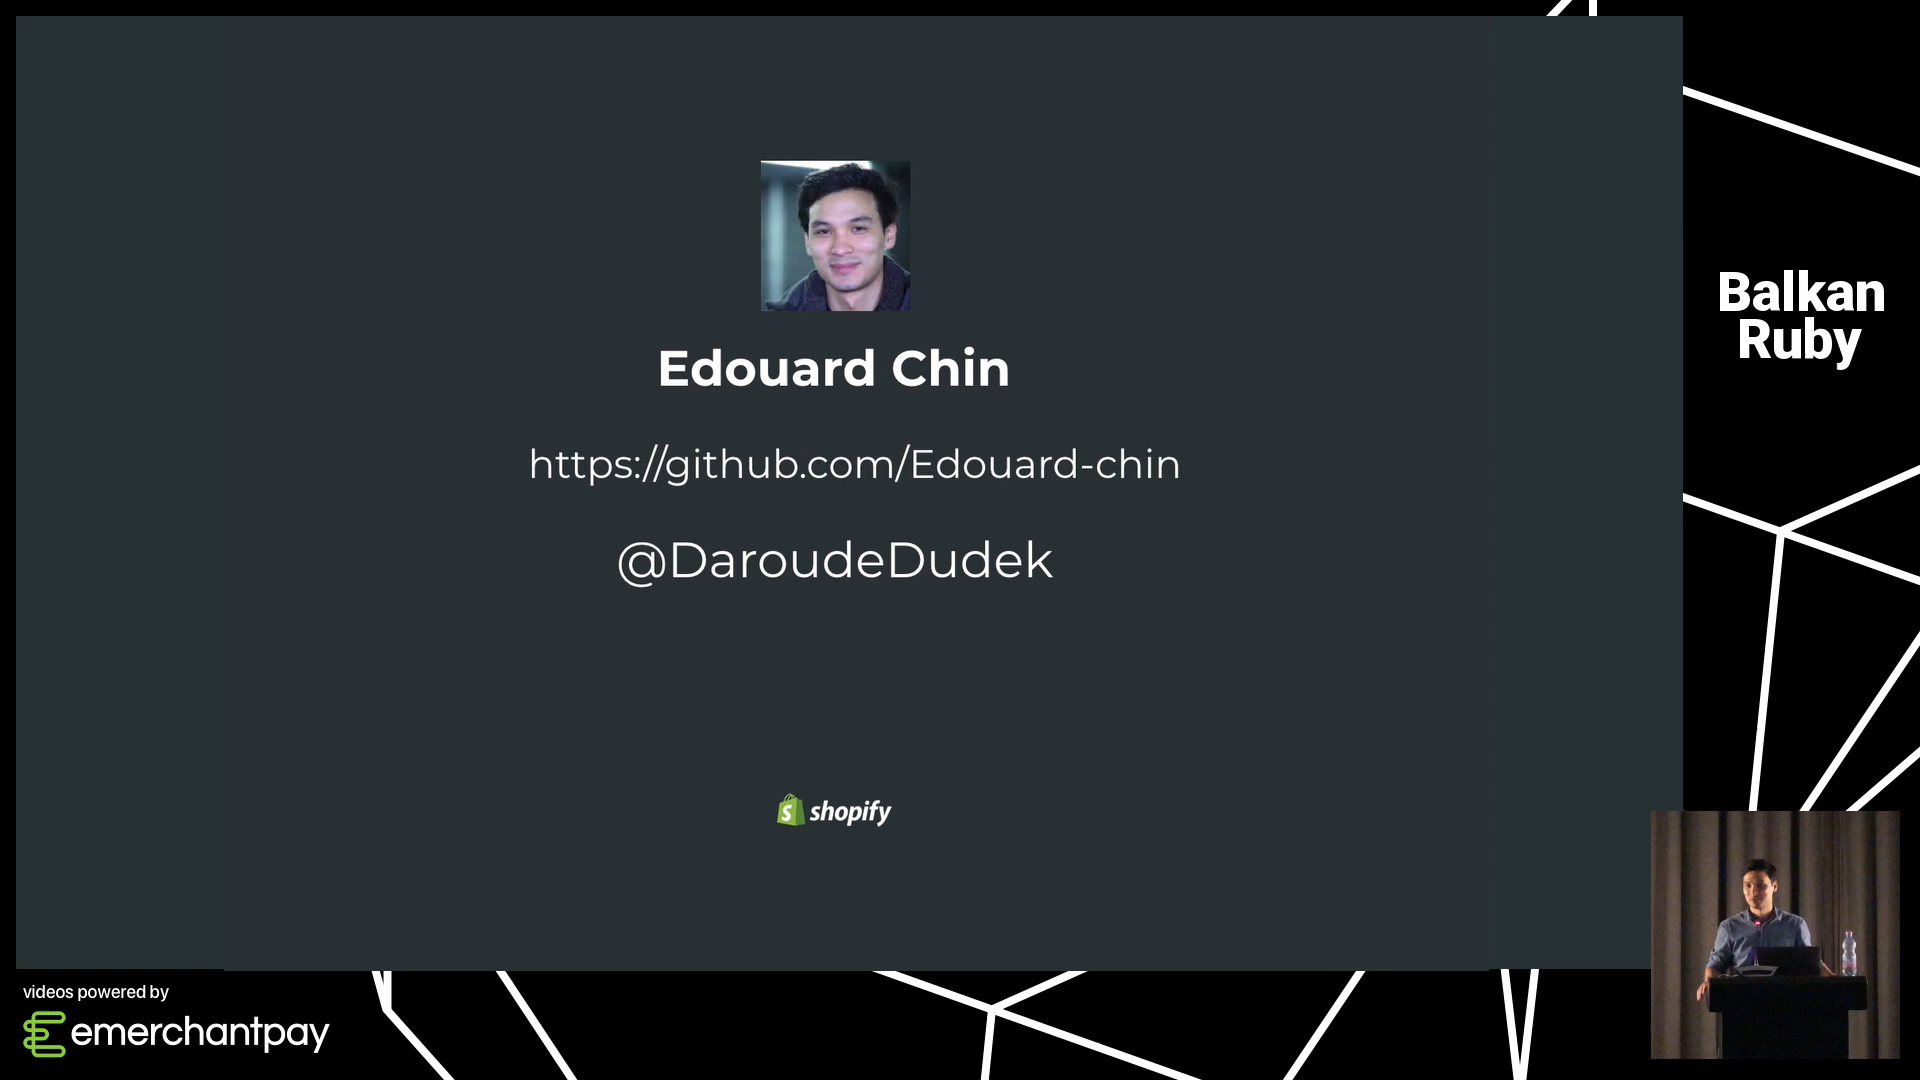 Edouard Chin
https://github.com/Edouard-chin
@DaroudeDudek
shopify
Balkan
Ruby
videos powered by
emerchantpay